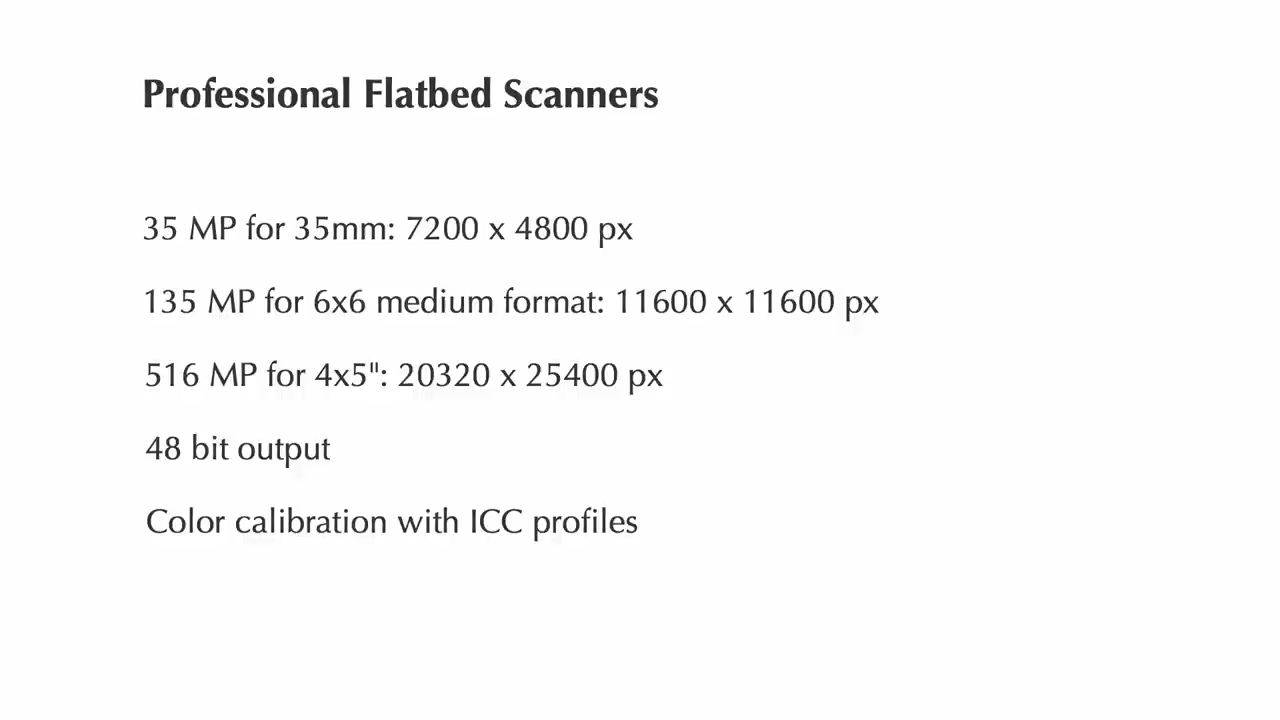 Professional Flatbed Scanners
35 MP for 35mm: 7200 x 4800 px
135 MP for 6x6 medium format: 11600 x 11600 px
516 MP for 4x5": 20320 x 25400 px
48 bit output
Color calibration with ICC profiles